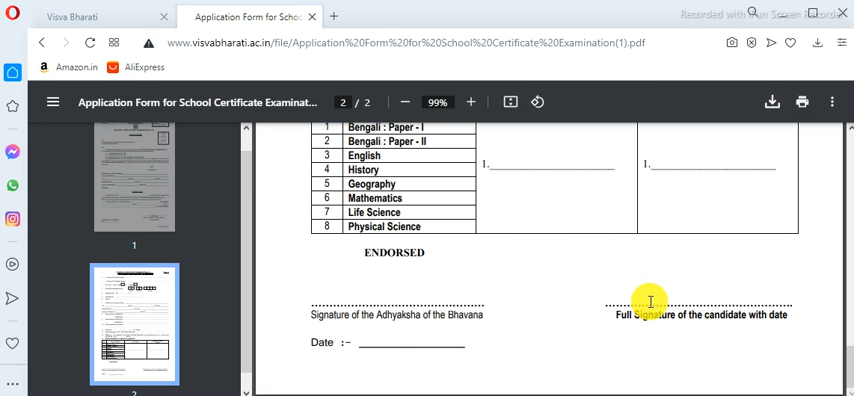 Visva Bharati
Application Form for Schoo
Recorded with
Screen
www.visvabharati.ac.in/file/Application%20Form%20for%20School%20Certificate%20Examination(1).pdf
a Amazon.in AliExpress
Application Form for School Certificate Examinat... 2 / 2 — 99% +
1
2
1 Bengali : Paper - I
2 Bengali : Paper - II
3 English
4 History
5 Geography
6 Mathematics
7 Life Science
8 Physical Science
1.
1.
ENDORSED
Signature of the Adhyaksha of the Bhavana
Full Signature of the candidate with date
Date :-